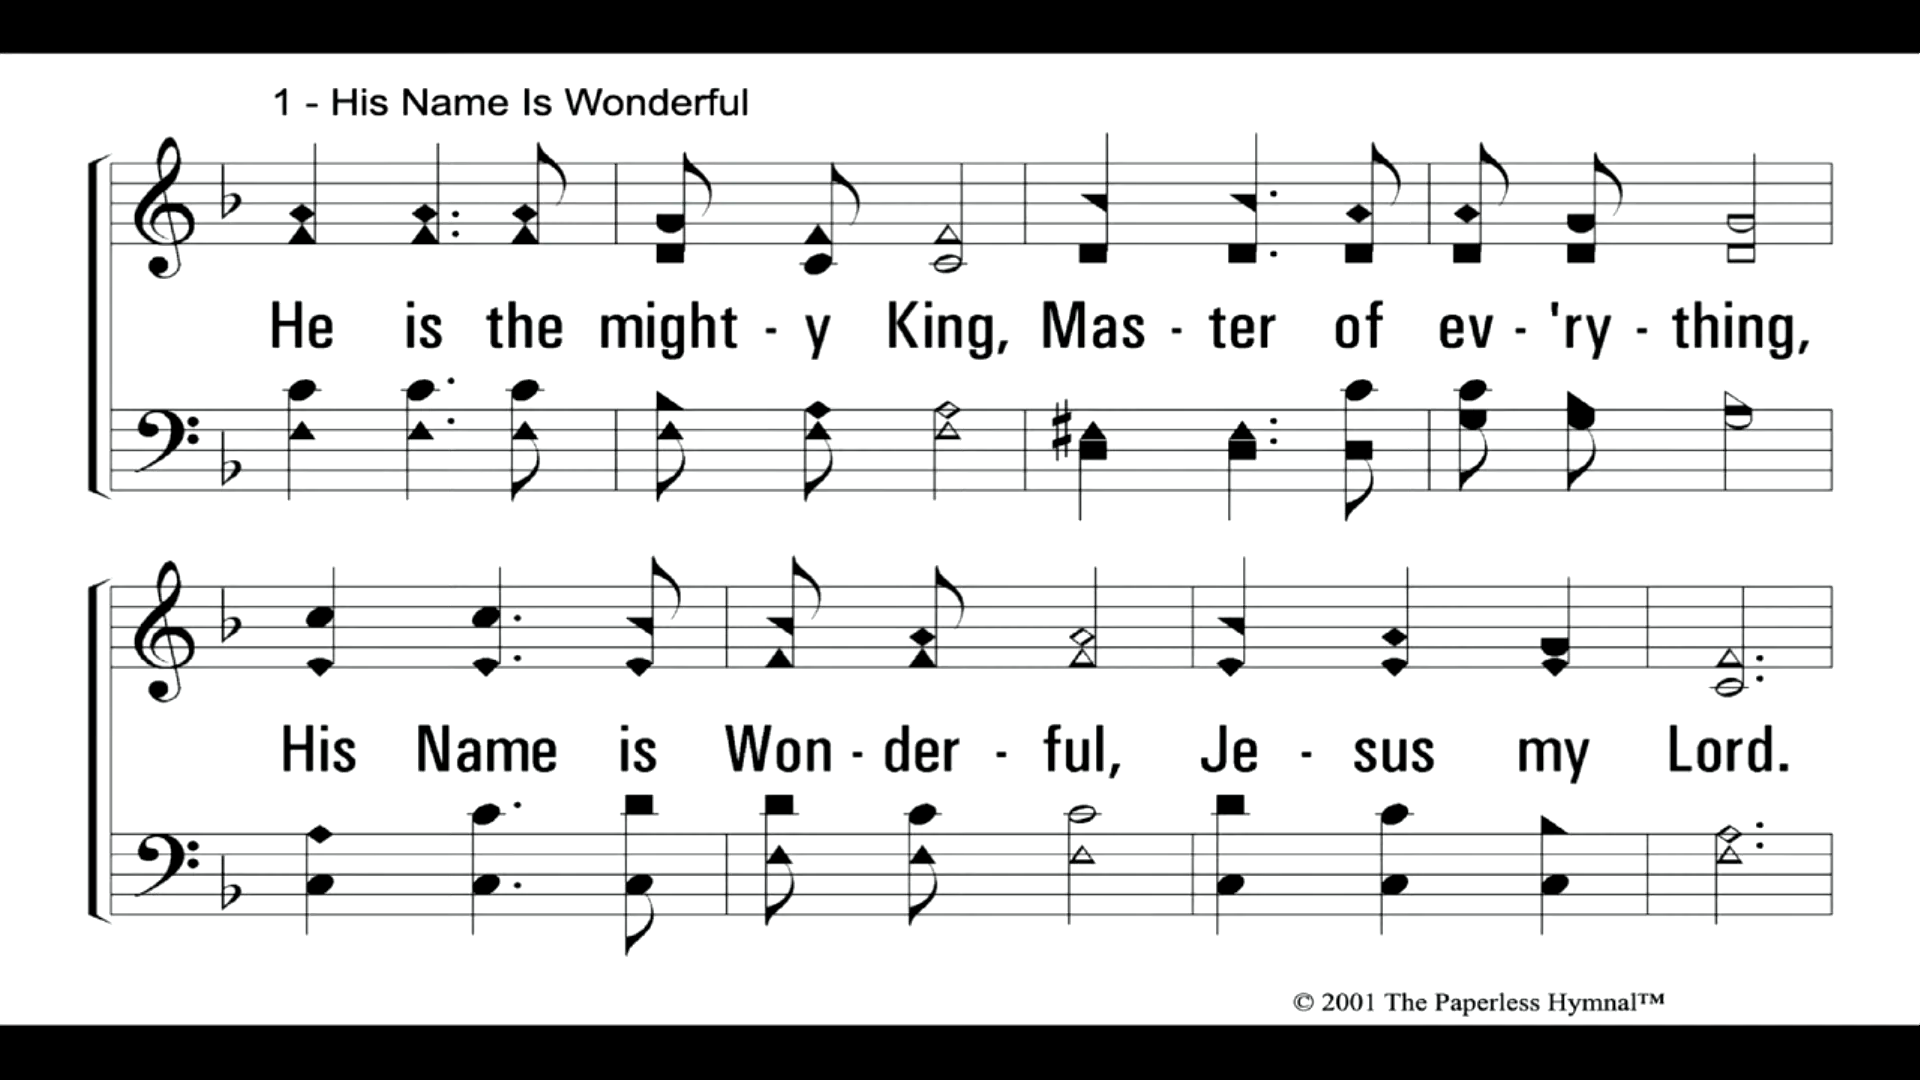 1 - His Name Is Wonderful
He is the might - y King, Mas - ter of ev - 'ry - thing,
His Name is Won - der - ful, Je - sus my Lord.
© 2001 The Paperless Hymnal™